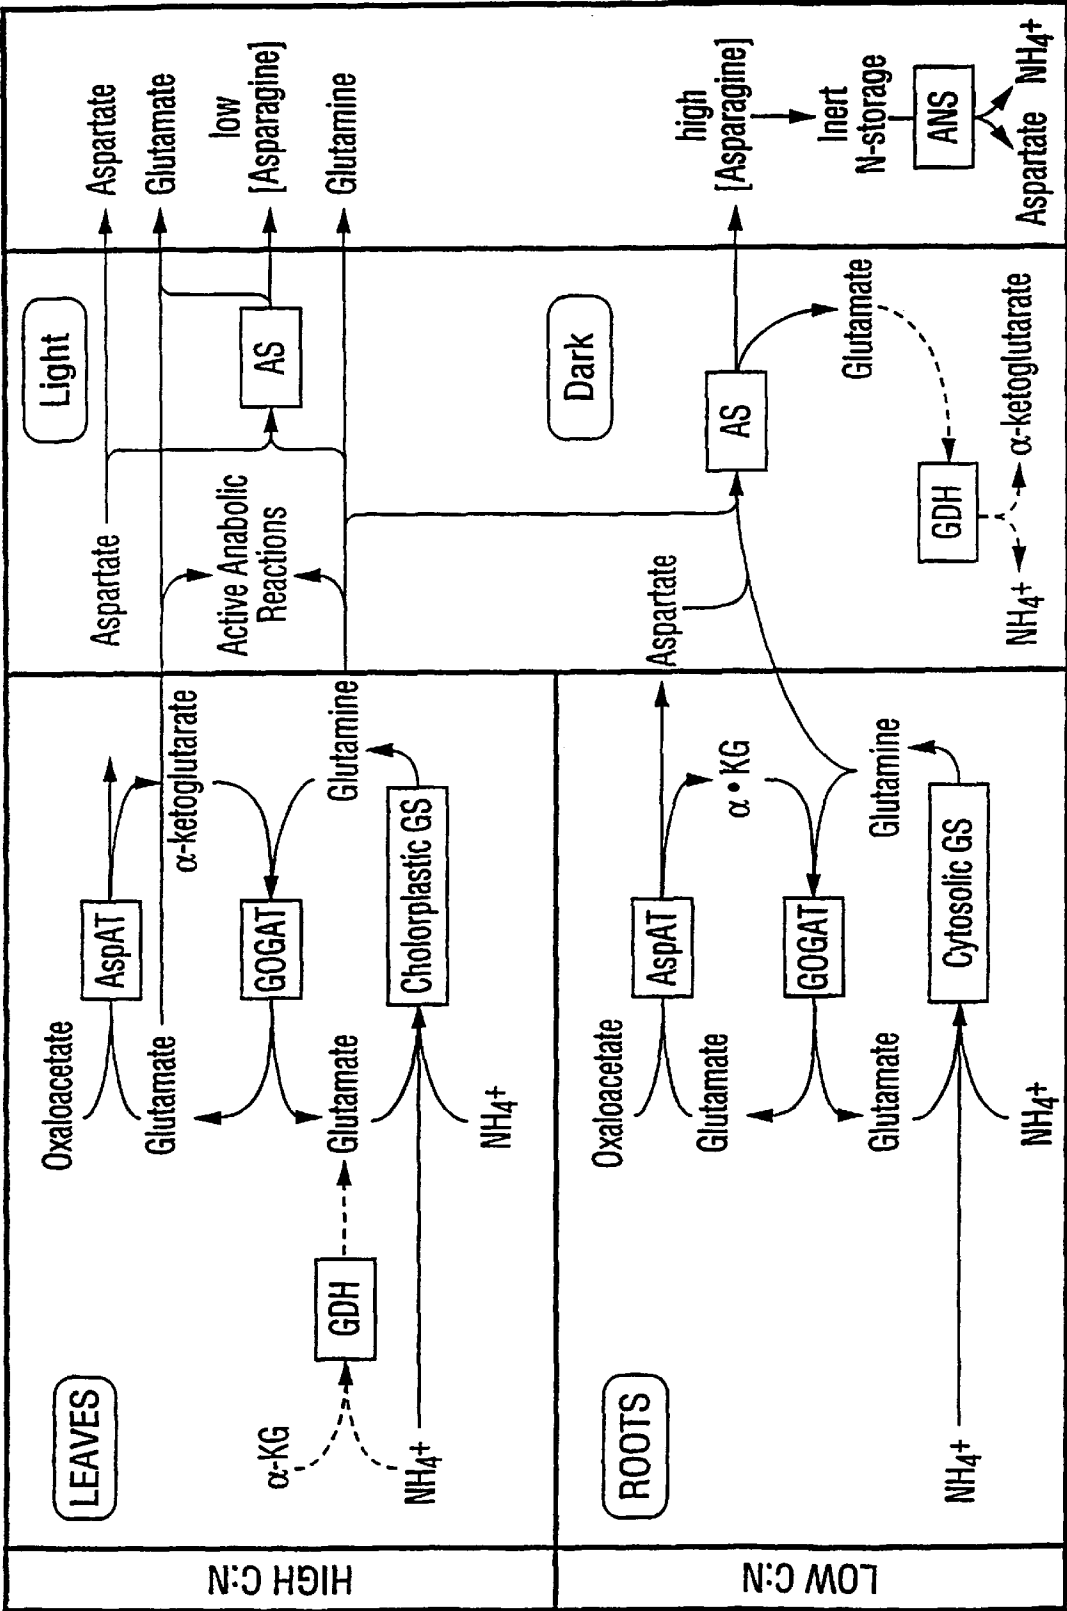 HIGH C:N
LEAVES
α-KG
NH4+
GDH
Oxaloacetate
Glutamate
Glutamate
NH4+
AspAT
GOGAT
Cholorplastic GS
α-ketoglutarate
Glutamine
Light
Aspartate
Active Anabolic
Reactions
AS
Aspartate
Glutamate
low
[Asparagine]
Glutamine
LOW C:N
ROOTS
NH4+
Oxaloacetate
Glutamate
Glutamate
NH4+
AspAT
GOGAT
Cytosolic GS
α•KG
Glutamine
Dark
Aspartate
AS
Glutamate
GDH
NH4+
α-ketoglutarate
high
[Asparagine]
Inert
N-storage
ANS
Aspartate
NH4+